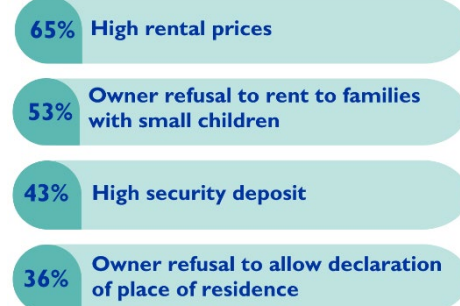 65% High rental prices
53% Owner refusal to rent to families
with small children
43% High security deposit
36% Owner refusal to allow declaration
of place of residence